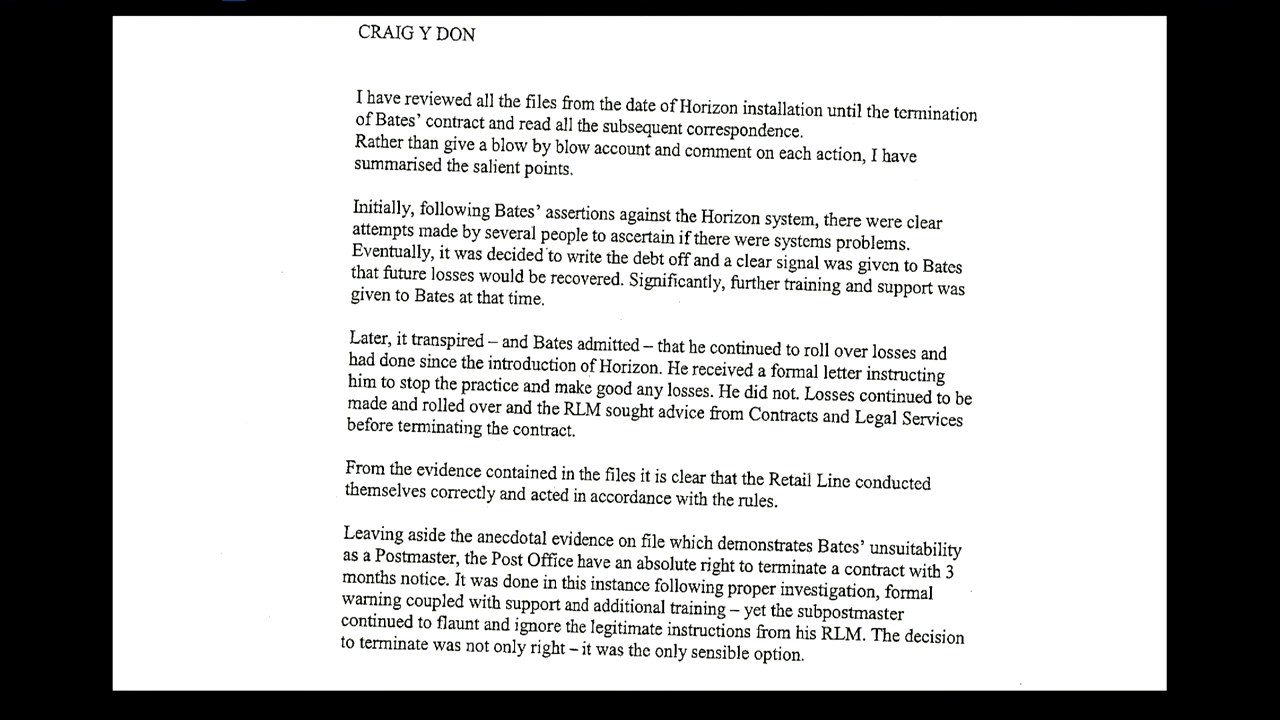 CRAIG Y DON
I have reviewed all the files from the date of Horizon installation until the termination
of Bates' contract and read all the subsequent correspondence.
Rather than give a blow by blow account and comment on each action, I have
summarised the salient points.
Initially, following Bates' assertions against the Horizon system, there were clear
attempts made by several people to ascertain if there were systems problems.
Eventually, it was decided to write the debt off and a clear signal was given to Bates
that future losses would be recovered. Significantly, further training and support was
given to Bates at that time.
Later, it transpired – and Bates admitted – that he continued to roll over losses and
had done since the introduction of Horizon. He received a formal letter instructing
him to stop the practice and make good any losses. He did not. Losses continued to be
made and rolled over and the RLM sought advice from Contracts and Legal Services
before terminating the contract.
From the evidence contained in the files it is clear that the Retail Line conducted
themselves correctly and acted in accordance with the rules.
Leaving aside the anecdotal evidence on file which demonstrates Bates' unsuitability
as a Postmaster, the Post Office have an absolute right to terminate a contract with 3
months notice. It was done in this instance following proper investigation, formal
warning coupled with support and additional training – yet the subpostmaster
continued to flaunt and ignore the legitimate instructions from his RLM. The decision
to terminate was not only right – it was the only sensible option.